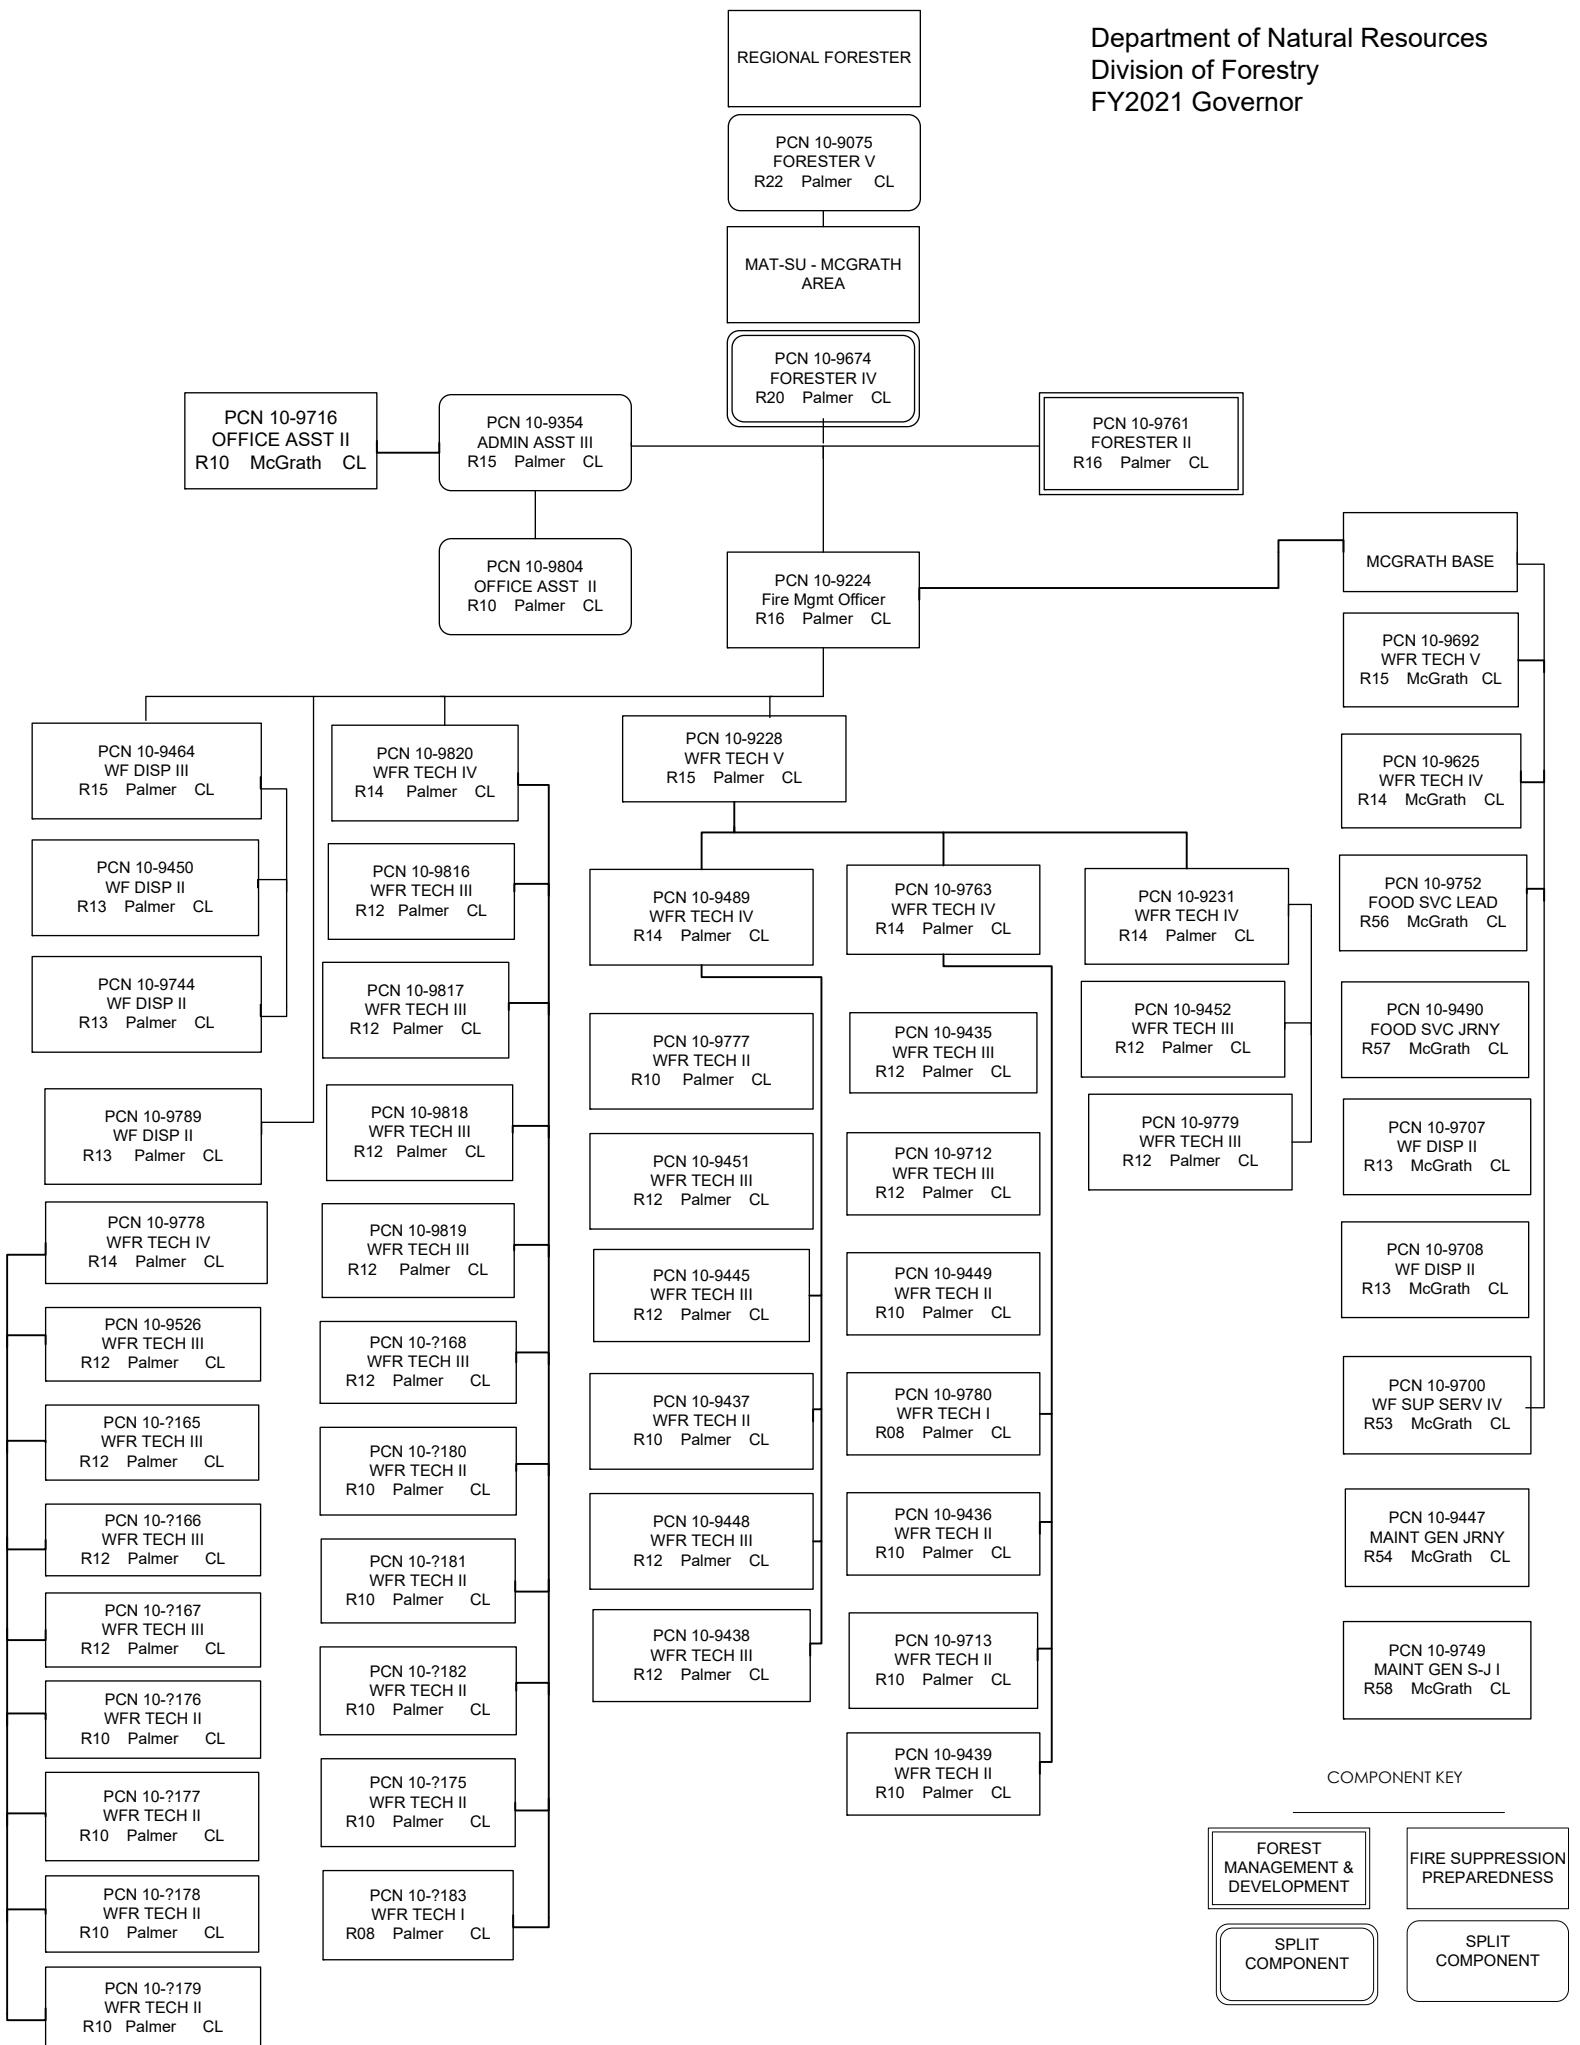 Department of Natural Resources
Division of Forestry
FY2021 Governor
REGIONAL FORESTER
PCN 10-9075
FORESTER V
R22 Palmer CL
MAT-SU - MCGRATH
AREA
PCN 10-9674
FORESTER IV
R20 Palmer CL
PCN 10-9716
OFFICE ASST II
R10 McGrath CL
PCN 10-9354
ADMIN ASST III
R15 Palmer CL
PCN 10-9761
FORESTER II
R16 Palmer CL
PCN 10-9804
OFFICE ASST II
R10 Palmer CL
PCN 10-9224
Fire Mgmt Officer
R16 Palmer CL
MCGRATH BASE
PCN 10-9464
WF DISP III
R15 Palmer CL
PCN 10-9450
WF DISP II
R13 Palmer CL
PCN 10-9744
WF DISP II
R13 Palmer CL
PCN 10-9789
WF DISP II
R13 Palmer CL
PCN 10-9778
WFR TECH IV
R14 Palmer CL
PCN 10-9526
WFR TECH III
R12 Palmer CL
PCN 10-?165
WFR TECH III
R12 Palmer CL
PCN 10-?166
WFR TECH III
R12 Palmer CL
PCN 10-?167
WFR TECH III
R12 Palmer CL
PCN 10-?176
WFR TECH II
R10 Palmer CL
PCN 10-?177
WFR TECH II
R10 Palmer CL
PCN 10-?178
WFR TECH II
R10 Palmer CL
PCN 10-?179
WFR TECH II
R10 Palmer CL
PCN 10-9820
WFR TECH IV
R14 Palmer CL
PCN 10-9816
WFR TECH III
R12 Palmer CL
PCN 10-9817
WFR TECH III
R12 Palmer CL
PCN 10-9818
WFR TECH III
R12 Palmer CL
PCN 10-9819
WFR TECH III
R12 Palmer CL
PCN 10-?168
WFR TECH III
R12 Palmer CL
PCN 10-?180
WFR TECH II
R10 Palmer CL
PCN 10-?181
WFR TECH II
R10 Palmer CL
PCN 10-?182
WFR TECH II
R10 Palmer CL
PCN 10-?175
WFR TECH II
R10 Palmer CL
PCN 10-?183
WFR TECH I
R08 Palmer CL
PCN 10-9228
WFR TECH V
R15 Palmer CL
PCN 10-9489
WFR TECH IV
R14 Palmer CL
PCN 10-9777
WFR TECH II
R10 Palmer CL
PCN 10-9451
WFR TECH III
R12 Palmer CL
PCN 10-9445
WFR TECH III
R12 Palmer CL
PCN 10-9437
WFR TECH II
R10 Palmer CL
PCN 10-9448
WFR TECH III
R12 Palmer CL
PCN 10-9438
WFR TECH III
R12 Palmer CL
PCN 10-9763
WFR TECH IV
R14 Palmer CL
PCN 10-9435
WFR TECH III
R12 Palmer CL
PCN 10-9712
WFR TECH III
R12 Palmer CL
PCN 10-9449
WFR TECH II
R10 Palmer CL
PCN 10-9780
WFR TECH I
R08 Palmer CL
PCN 10-9436
WFR TECH II
R10 Palmer CL
PCN 10-9713
WFR TECH II
R10 Palmer CL
PCN 10-9439
WFR TECH II
R10 Palmer CL
PCN 10-9231
WFR TECH IV
R14 Palmer CL
PCN 10-9452
WFR TECH III
R12 Palmer CL
PCN 10-9779
WFR TECH III
R12 Palmer CL
PCN 10-9692
WFR TECH V
R15 McGrath CL
PCN 10-9625
WFR TECH IV
R14 McGrath CL
PCN 10-9752
FOOD SVC LEAD
R56 McGrath CL
PCN 10-9490
FOOD SVC JRNY
R57 McGrath CL
PCN 10-9707
WF DISP II
R13 McGrath CL
PCN 10-9708
WF DISP II
R13 McGrath CL
PCN 10-9700
WF SUP SERV IV
R53 McGrath CL
PCN 10-9447
MAINT GEN JRNY
R54 McGrath CL
PCN 10-9749
MAINT GEN S-J I
R58 McGrath CL
COMPONENT KEY
FOREST
MANAGEMENT &
DEVELOPMENT
FIRE SUPPRESSION
PREPAREDNESS
SPLIT
COMPONENT
SPLIT
COMPONENT